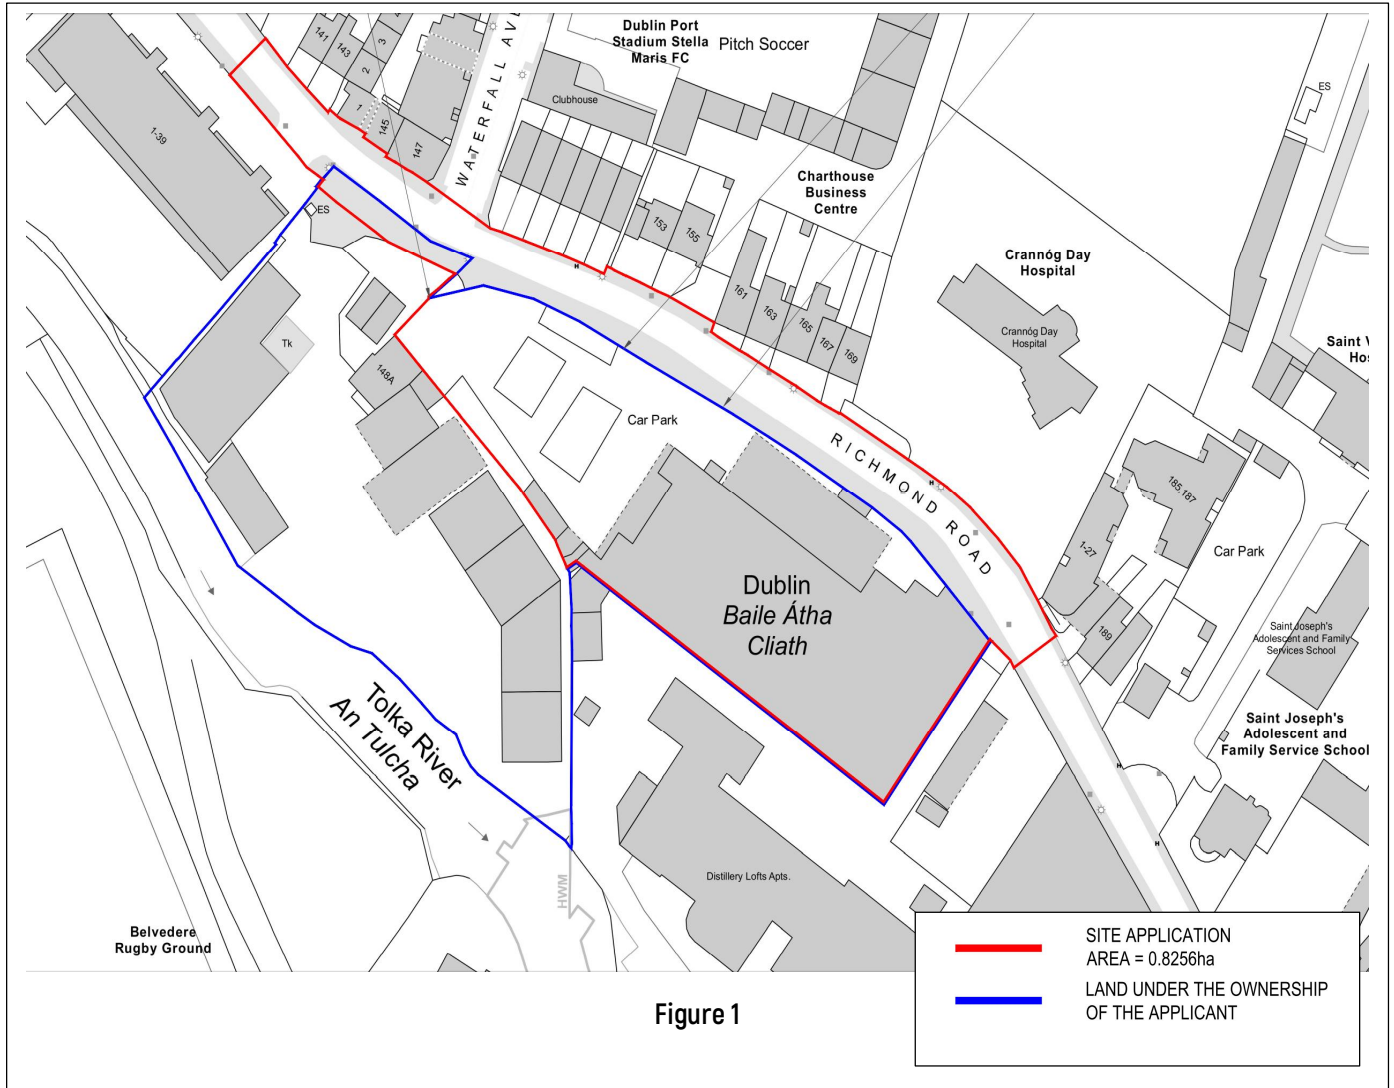 141
143
3
2
1
145
147
WATERFALL AVE
Dublin Port
Stadium Stella
Maris FC
Pitch Soccer
Clubhouse
ES
1-39
ES
Charthouse
Business
Centre
153
155
H
161
163
165
167
169
Crannóg Day
Hospital
Crannóg Day
Hospital
Saint V
Hos
Tk
148A
Car Park
RICHMOND ROAD
H
185.187
1-27
Car Park
189
Saint Joseph's
Adolescent and Family
Services School
Saint Joseph's
Adolescent and
Family Service School
Dublin
Baile Átha
Cliath
Tolka River
An Tulcha
H
H
HWM
Distillery Lofts Apts.
Belvedere
Rugby Ground
SITE APPLICATION
AREA = 0.8256ha
LAND UNDER THE OWNERSHIP
OF THE APPLICANT
Figure 1